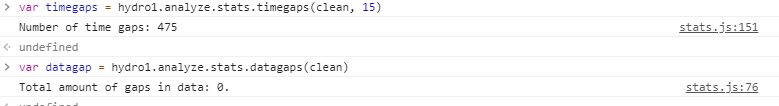 > var timegaps = hydro1.analyze.stats.timegaps(clean, 15)
Number of time gaps: 475 stats.js:151
undefined
> var datagap = hydro1.analyze.stats.datagaps(clean)
Total amount of gaps in data: 0. stats.js:76
undefined